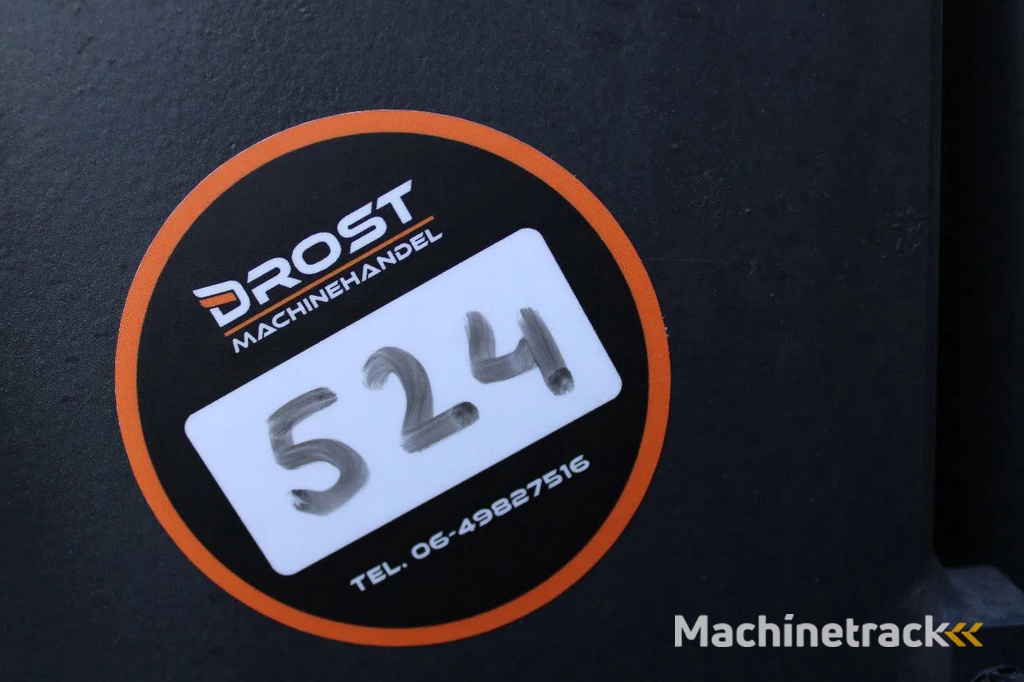 DROST
MACHINEHANDEL
524
TEL. 06-49827516
Machinetrack